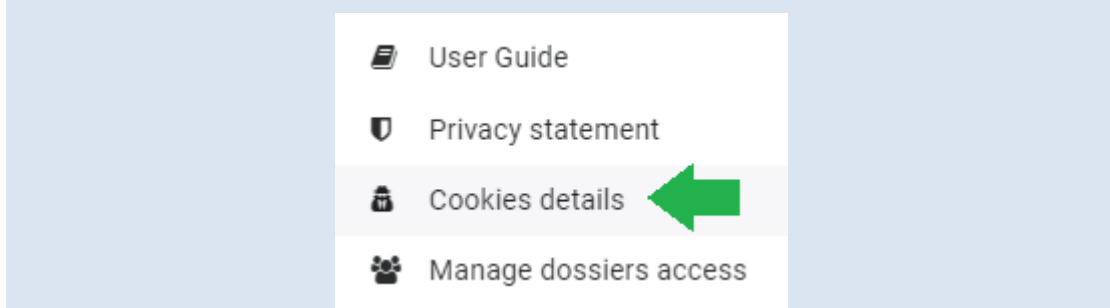 User Guide
Privacy statement
Cookies details
Manage dossiers access